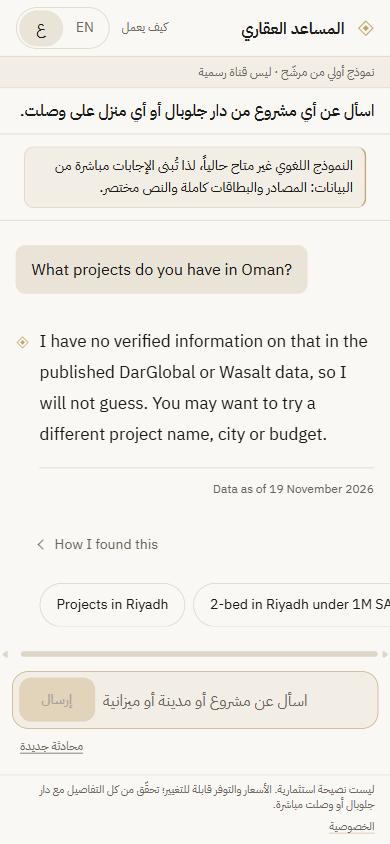 المساعد العقاري
كيف يعمل
EN
ع
نموذج أولي من مرشّح · ليس قناة رسمية
اسأل عن أي مشروع من دار جلوبال أو أي منزل على وصلت.
النموذج اللغوي غير متاح حالياً، لذا تُبنى الإجابات مباشرة من
البيانات: المصادر والبطاقات كاملة والنص مختصر.
What projects do you have in Oman?
I have no verified information on that in the
published DarGlobal or Wasalt data, so I
will not guess. You may want to try a
different project name, city or budget.
Data as of 19 November 2026
How I found this
Projects in Riyadh
2-bed in Riyadh under 1M SA
اسأل عن مشروع أو مدينة أو ميزانية
إرسال
محادثة جديدة
ليست نصيحة استثمارية. الأسعار والتوفر قابلة للتغيير؛ تحقّق من كل التفاصيل مع دار
جلوبال أو وصلت مباشرة.
الخصوصية